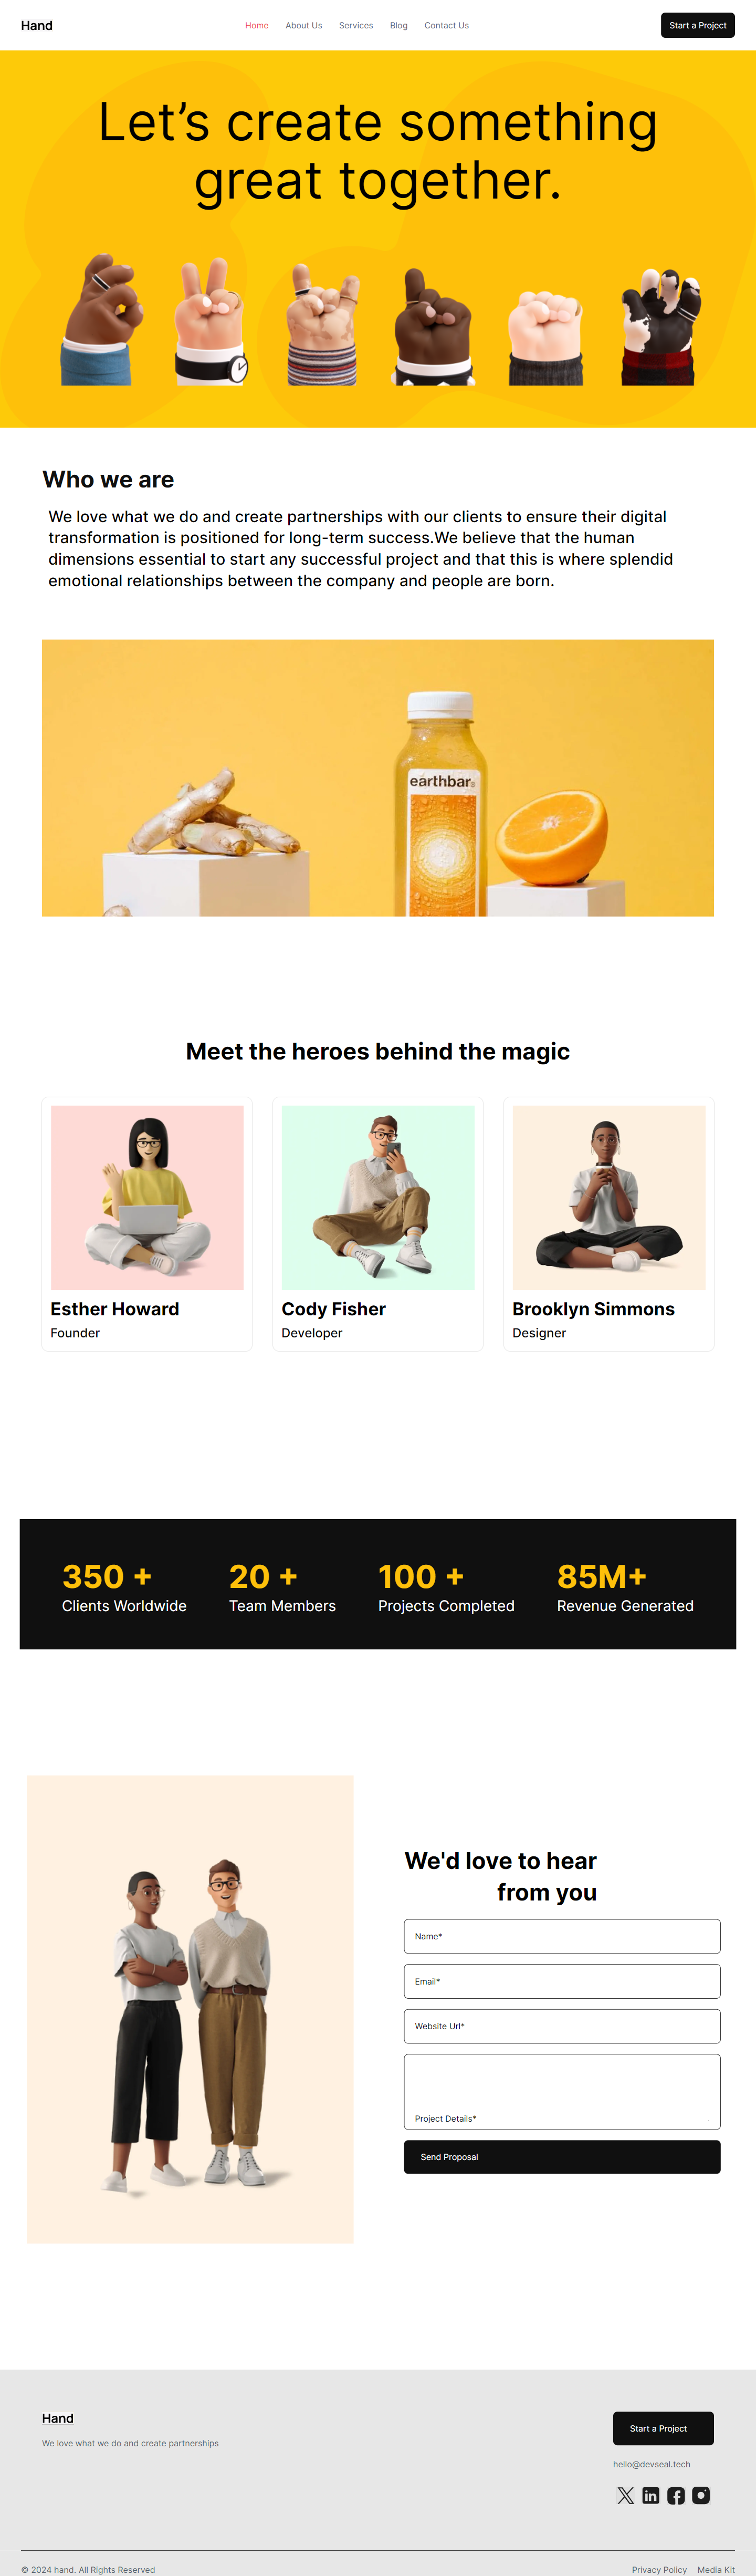 Hand
Home About Us Services Blog Contact Us
Start a Project
Let’s create something
great together.
Who we are
We love what we do and create partnerships with our clients to ensure their digital
transformation is positioned for long-term success.We believe that the human
dimensions essential to start any successful project and that this is where splendid
emotional relationships between the company and people are born.
earthbar®
Meet the heroes behind the magic
Esther Howard
Founder
Cody Fisher
Developer
Brooklyn Simmons
Designer
350 +
Clients Worldwide
20 +
Team Members
100 +
Projects Completed
85M+
Revenue Generated
We'd love to hear
from you
Name*
Email*
Website Url*
Project Details*
Send Proposal
Hand
We love what we do and create partnerships
Start a Project
hello@devseal.tech
© 2024 hand. All Rights Reserved
Privacy Policy Media Kit